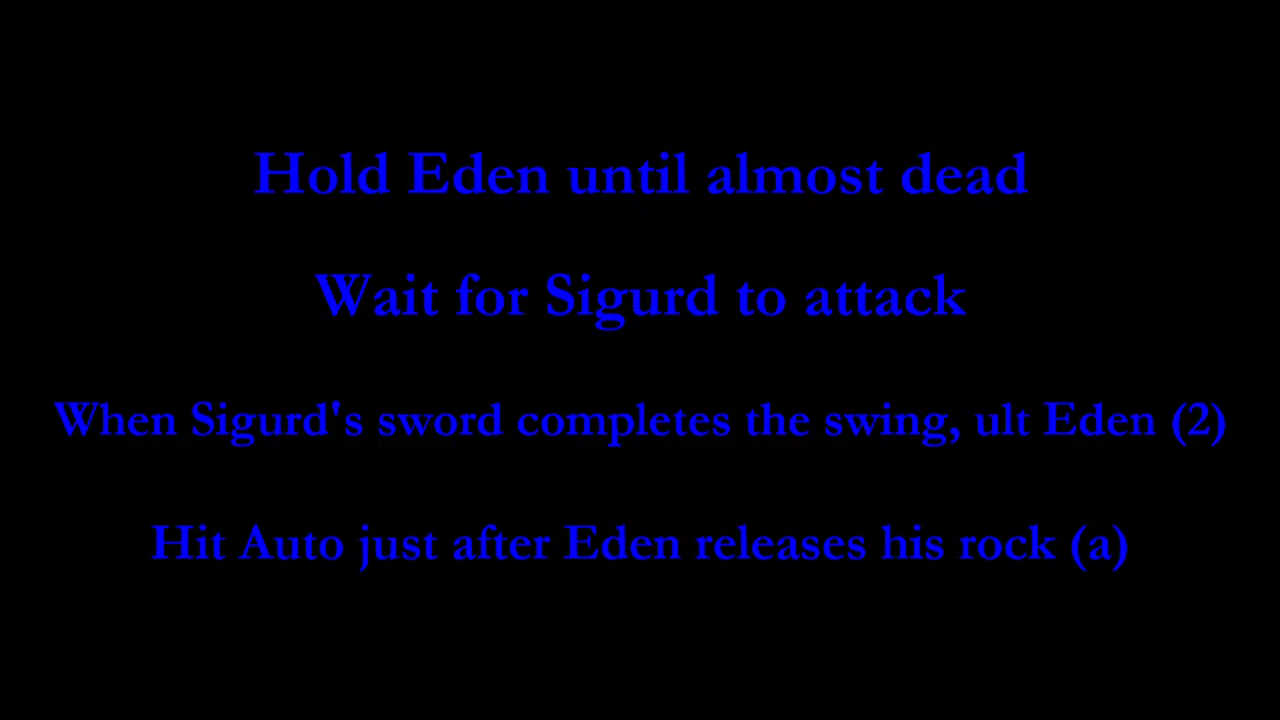 Hold Eden until almost dead
Wait for Sigurd to attack
When Sigurd's sword completes the swing, ult Eden (2)
Hit Auto just after Eden releases his rock (a)